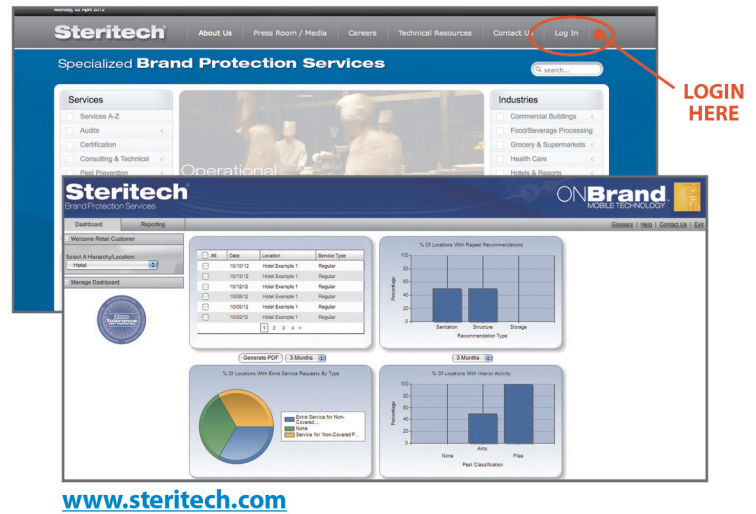 Monday, 02 April 2012
Steritech
About Us Press Room / Media Careers Technical Resources Contact Us Log In
Specialized Brand Protection Services
search...
LOGIN
HERE
Services
Services A-Z
Audits
Certification
Consulting & Technical
Pest Prevention
Operational
Industries
Commercial Buildings
Food/Beverage Processing
Grocery & Supermarkets
Health Care
Hotels & Resorts
Steritech
Brand Protection Services
ONBrand
MOBILE TECHNOLOGY
Dashboard Reporting
Glossary | Help | Contact Us | Exit
Welcome Retail Customer
Select A Hierarchy/Location:
Hotel
Manage Dashboard
Zero
Tolerance
All Date Location Service Type
10/15/12 Hotel Example 1 Regular
10/13/12 Hotel Example 1 Regular
10/12/12 Hotel Example 1 Regular
10/08/12 Hotel Example 1 Regular
10/05/12 Hotel Example 1 Regular
10/02/12 Hotel Example 1 Regular
1 2 3 4 >
% Of Locations With Repeat Recommendations
Percentage
100
80
60
40
20
0
Sanitation Structure Storage
Recommendation Type
Generate PDF 3 Months
3 Months
% Of Locations With Extra Service Requests By Type
Extra Service for Non-
Covered ...
None
Service for Non-Covered P...
% Of Locations With Interior Activity
Percentage
100
80
60
40
20
0
None Ants Flies
Pest Classification
www.steritech.com